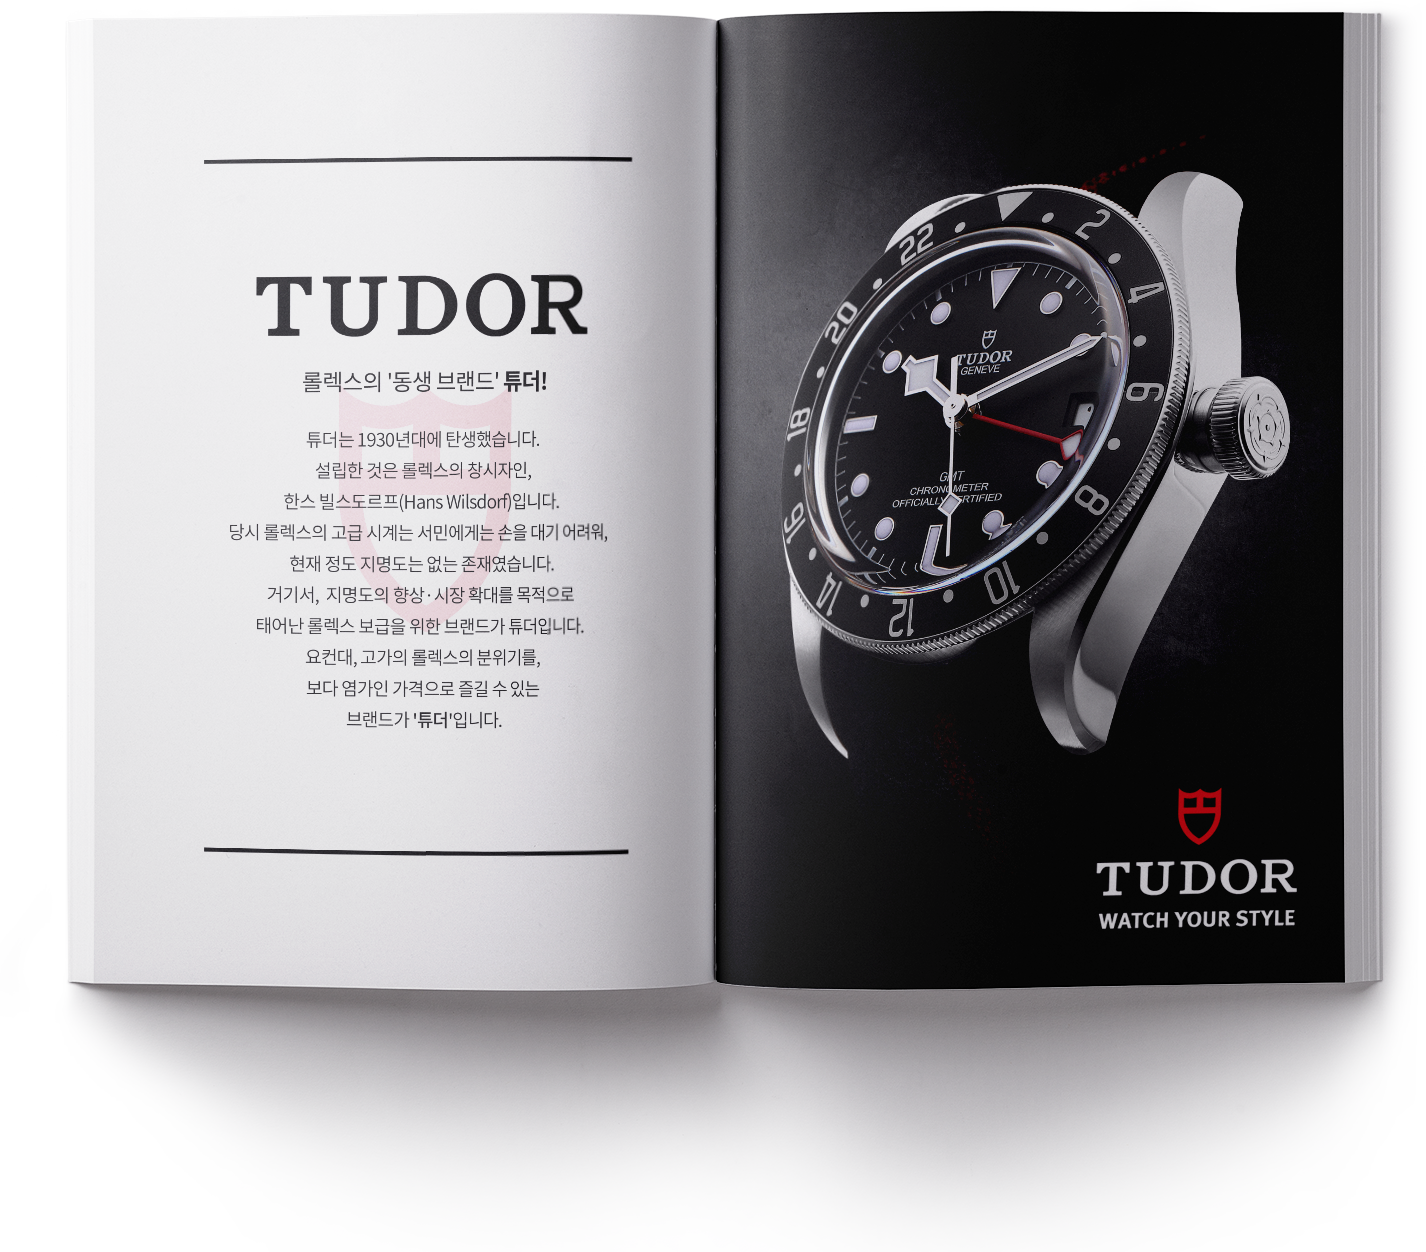 TUDOR
롤렉스의 '동생 브랜드' 튜더!
튜더는 1930년대에 탄생했습니다.
설립한 것은 롤렉스의 창시자인,
한스 빌스도르프(Hans Wilsdorf)입니다.
당시 롤렉스의 고급 시계는 서민에게는 손을 대기 어려워,
현재 정도 지명도는 없는 존재였습니다.
거기서, 지명도의 향상·시장 확대를 목적으로
태어난 롤렉스 보급을 위한 브랜드가 튜더입니다.
요컨대, 고가의 롤렉스의 분위기를,
보다 염가인 가격으로 즐길 수 있는
브랜드가 '튜더'입니다.
2
4
6
8
10
12
14
16
18
20
22
TUDOR
GENEVE
GMT
CHRONOMETER
OFFICIALLY CERTIFIED
TUDOR
WATCH YOUR STYLE